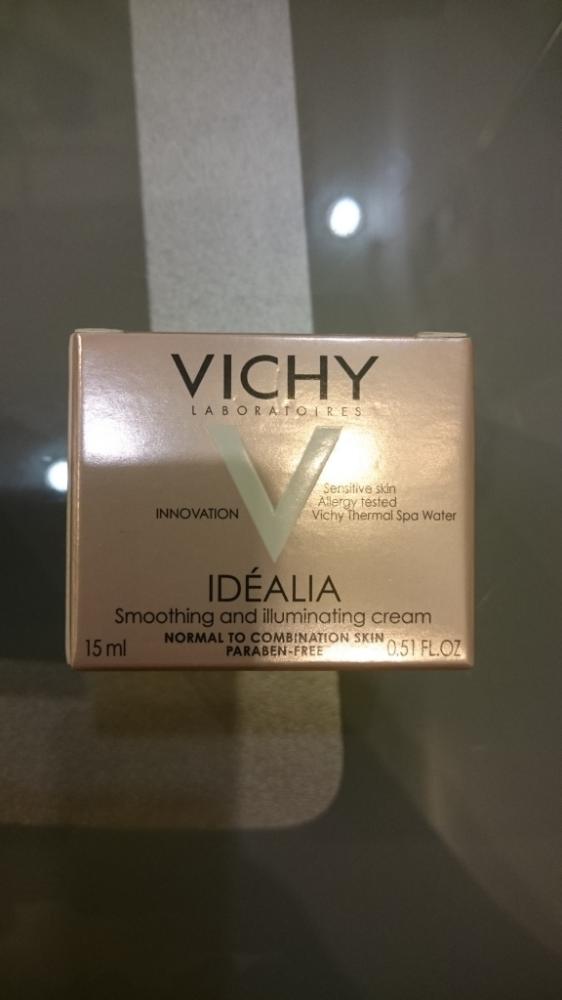 VICHY
LABORATOIRES
V
Sensitive skin
Allergy tested
INNOVATION Vichy Thermal Spa Water
IDÉALIA
Smoothing and illuminating cream
NORMAL TO COMBINATION SKIN
15 ml PARABEN-FREE 0.51 FL.OZ